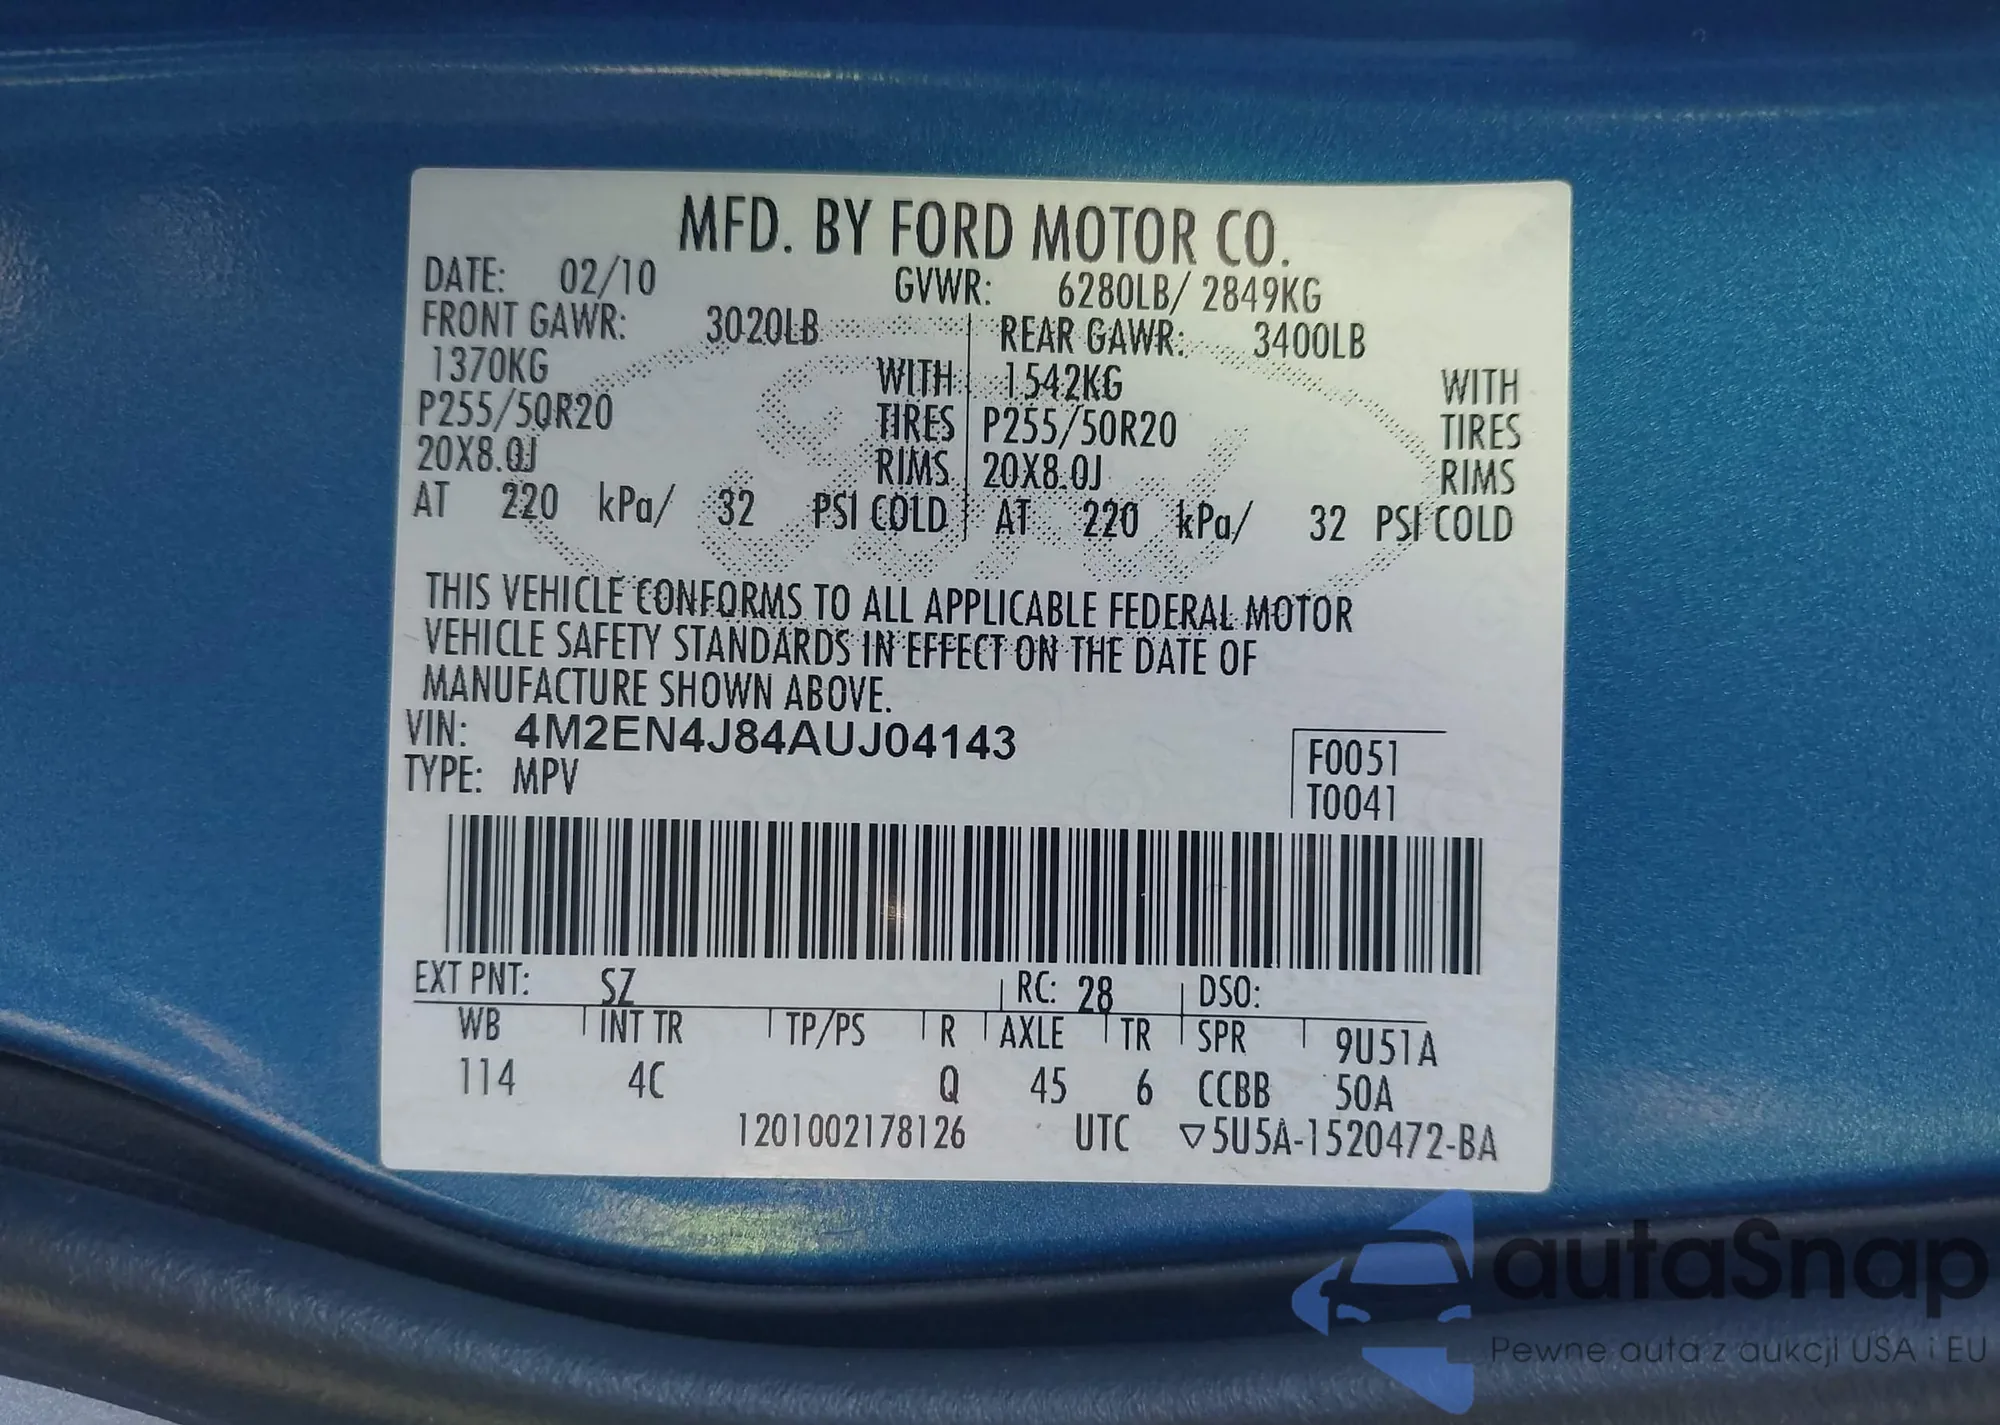 MFD. BY FORD MOTOR CO.
DATE: 02/10 GVWR: 6280LB/ 2849KG
FRONT GAWR: 3020LB REAR GAWR: 3400LB
1370KG WITH 1542KG WITH
P255/50R20 TIRES P255/50R20 TIRES
20X8.0J RIMS 20X8.0J RIMS
AT 220 kPa/ 32 PSI COLD AT 220 kPa/ 32 PSI COLD
THIS VEHICLE CONFORMS TO ALL APPLICABLE FEDERAL MOTOR
VEHICLE SAFETY STANDARDS IN EFFECT ON THE DATE OF
MANUFACTURE SHOWN ABOVE.
VIN: 4M2EN4J84AUJ04143
F0051
TYPE: MPV
T0041
EXT PNT: SZ RC: 28 DSO:
WB INT TR TP/PS R AXLE TR SPR 9U51A
114 4C Q 45 6 CCBB 50A
1201002178126 UTC ▽5U5A-1520472-BA
autaSnap
Pewne auta z aukcji USA i EU